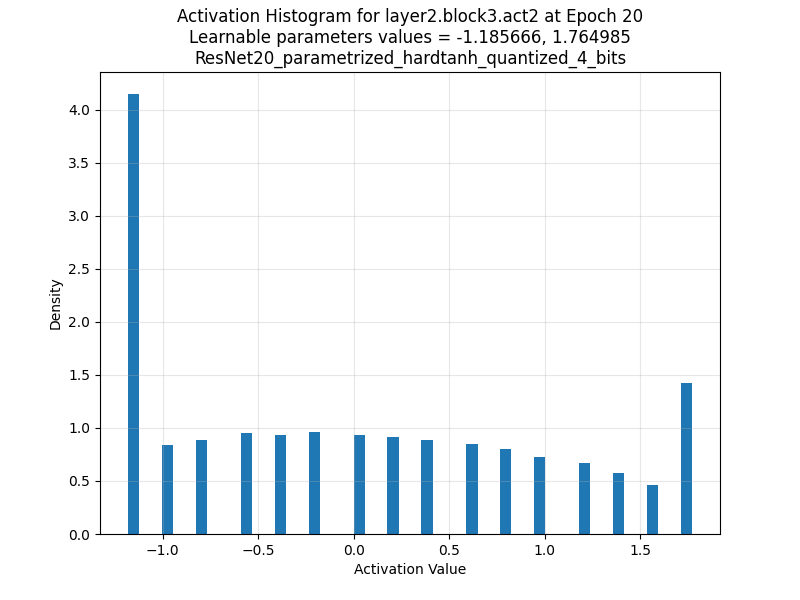 Activation Histogram for layer2.block3.act2 at Epoch 20
Learnable parameters values = -1.185666, 1.764985
ResNet20_parametrized_hardtanh_quantized_4_bits
4.0
3.5
3.0
2.5
2.0
1.5
1.0
0.5
0.0
Density
−1.0 −0.5 0.0 0.5 1.0 1.5
Activation Value